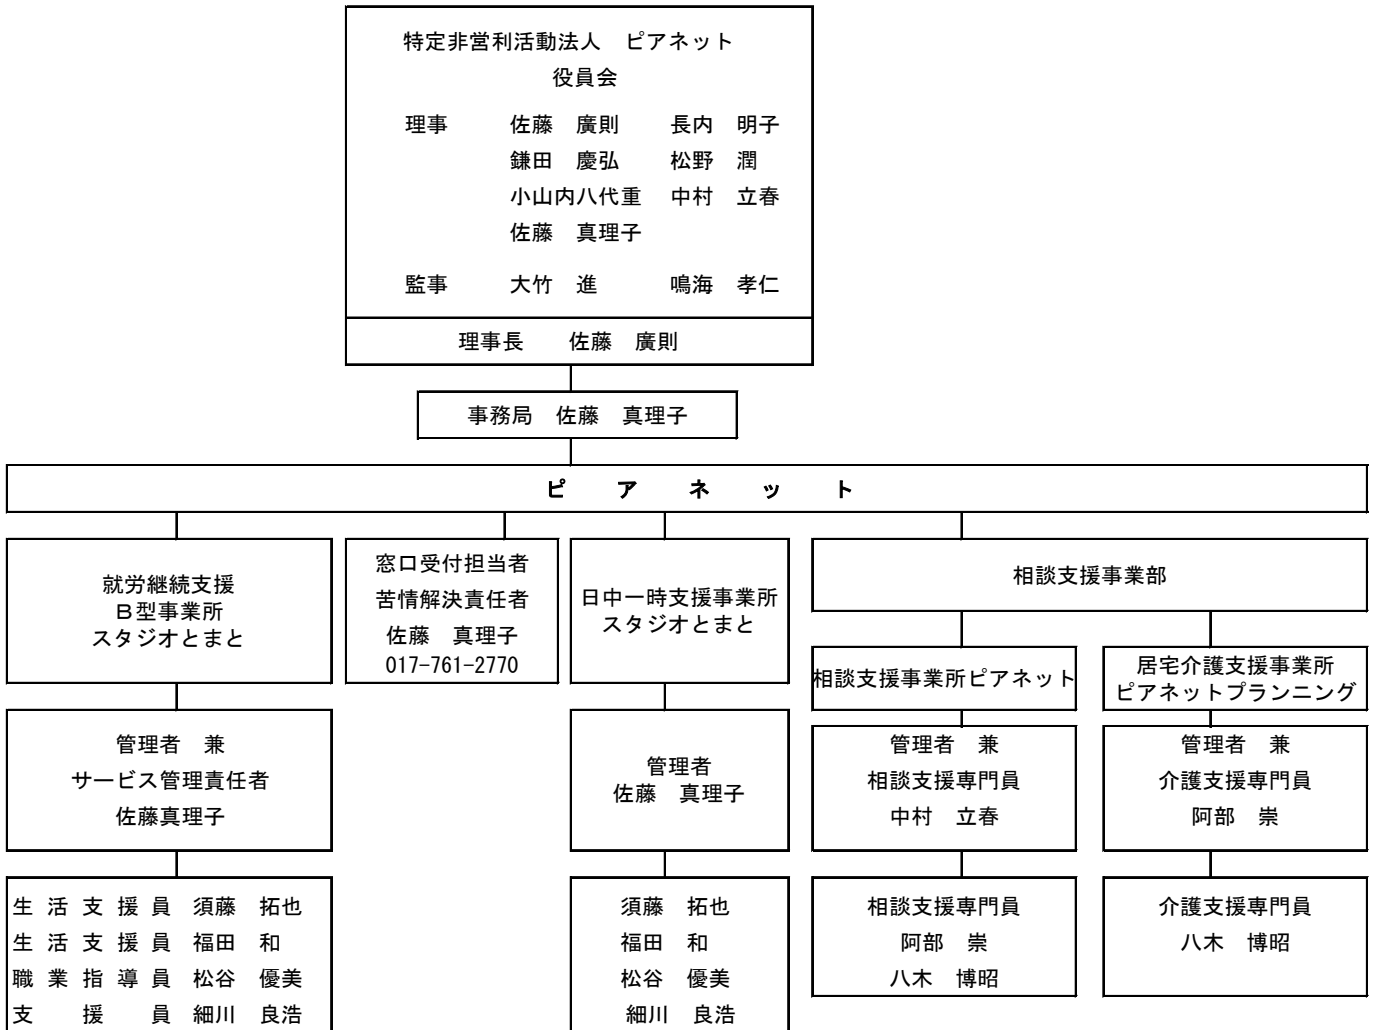 特定非営利活動法人　ピアネット
役員会
理事　佐藤　廣則　長内　明子
鎌田　慶弘　松野　潤
小山内八代重　中村　立春
佐藤　真理子
監事　大竹　進　鳴海　孝仁
理事長　佐藤　廣則
事務局　佐藤　真理子
ピアネット
就労継続支援
Ｂ型事業所
スタジオとまと
窓口受付担当者
苦情解決責任者
佐藤　真理子
017-761-2770
日中一時支援事業所
スタジオとまと
相談支援事業部
相談支援事業所ピアネット
居宅介護支援事業所
ピアネットプランニング
管理者　兼
サービス管理責任者
佐藤真理子
管理者
佐藤　真理子
管理者　兼
相談支援専門員
中村　立春
管理者　兼
介護支援専門員
阿部　崇
生活支援員　須藤　拓也
生活支援員　福田　和
職業指導員　松谷　優美
支援員　細川　良浩
須藤　拓也
福田　和
松谷　優美
細川　良浩
相談支援専門員
阿部　崇
八木　博昭
介護支援専門員
八木　博昭